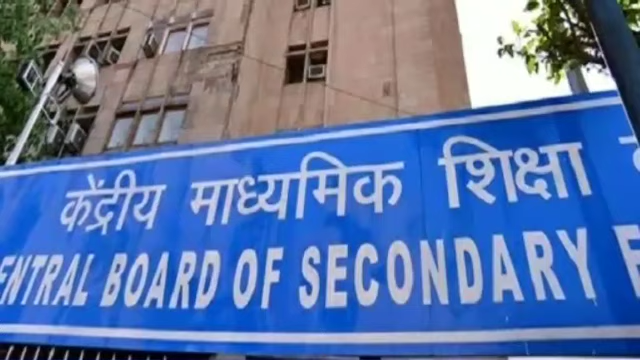 केंद्रीय माध्यमिक शिक्षा
ENTRAL BOARD OF SECONDARY E